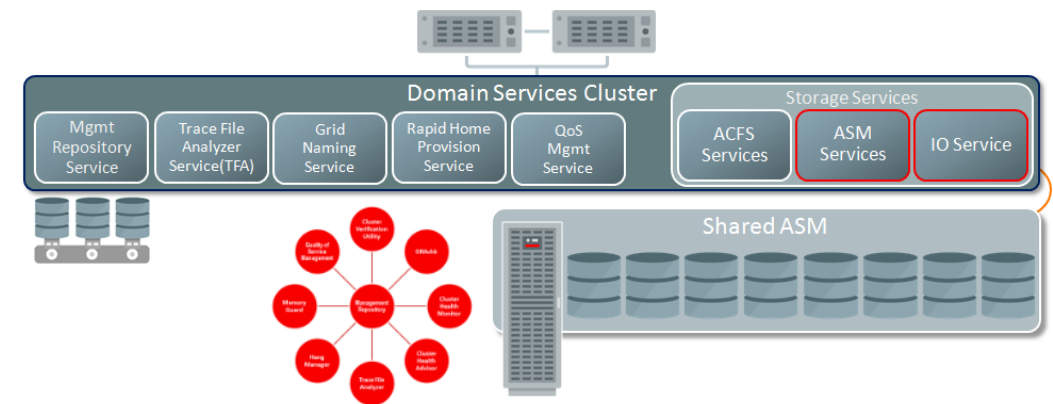 Domain Services Cluster
Storage Services
Mgmt
Repository
Service
Trace File
Analyzer
Service(TFA)
Grid
Naming
Service
Rapid Home
Provision
Service
QoS
Mgmt
Service
ACFS
Services
ASM
Services
IO Service
Shared ASM
Cluster
Verification
Utility
Quality of
Service
Management
ORAchk
Memory
Guard
Management
Repository
Cluster
Health
Monitor
Hang
Manager
Cluster
Health
Advisor
Trace File
Analyzer